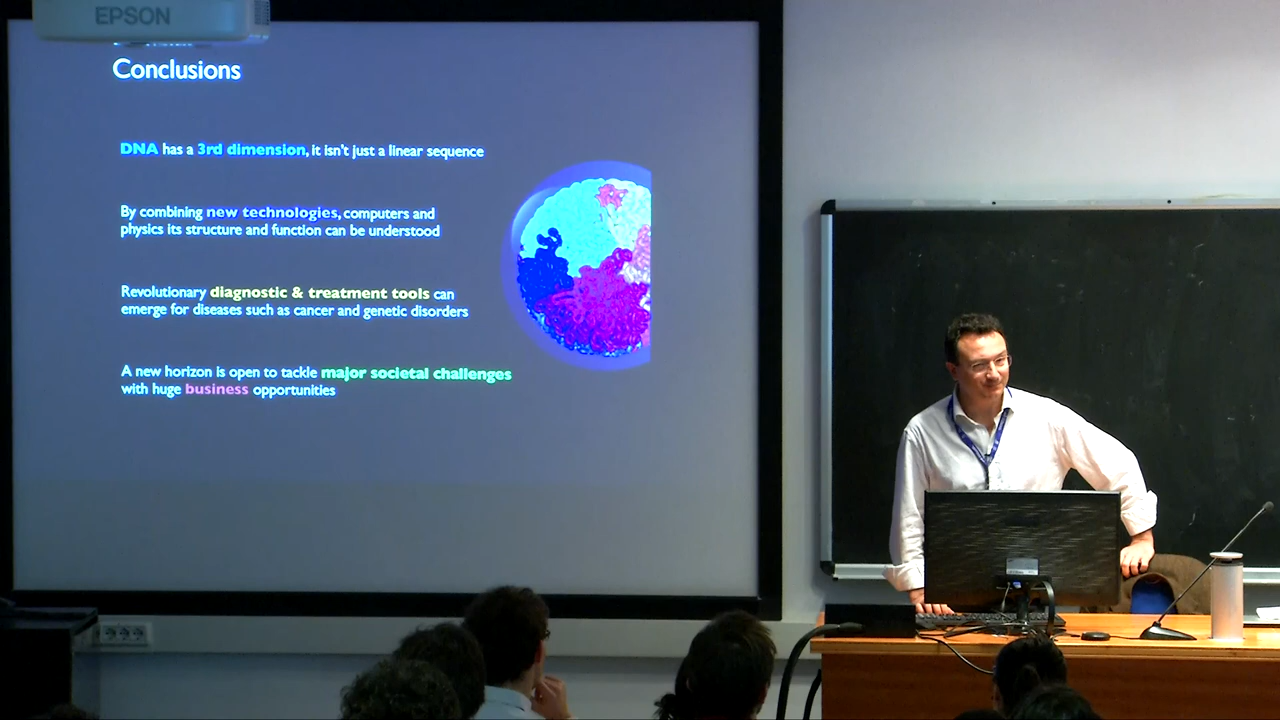 EPSON
Conclusions
DNA has a 3rd dimension, it isn't just a linear sequence
By combining new technologies, computers and
physics its structure and function can be understood
Revolutionary diagnostic & treatment tools can
emerge for diseases such as cancer and genetic disorders
A new horizon is open to tackle major societal challenges
with huge business opportunities